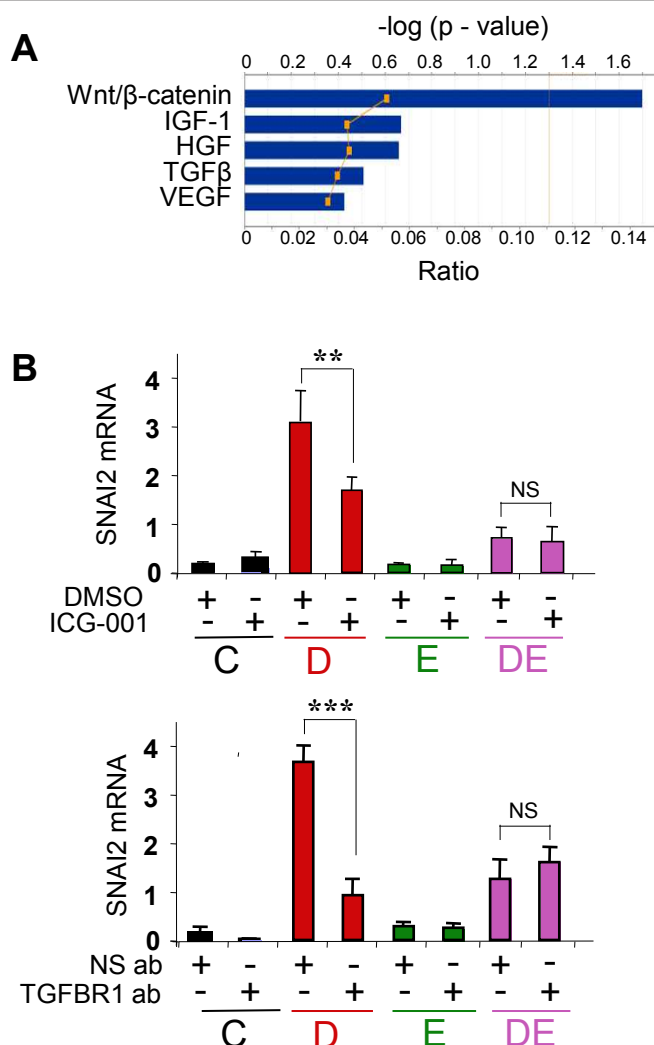 A
-log (p - value)
0 0.2 0.4 0.6 0.8 1.0 1.2 1.4 1.6
Wnt/β-catenin
IGF-1
HGF
TGFβ
VEGF
0 0.02 0.04 0.06 0.08 0.10 0.12 0.14
Ratio
B
SNAI2 mRNA
4
3
2
1
0
**
NS
DMSO + - + - + - + -
ICG-001 - + - + - + - +
C D E DE
SNAI2 mRNA
4
3
2
1
0
***
NS
NS ab + - + - + - + -
TGFBR1 ab - + - + - + - +
C D E DE